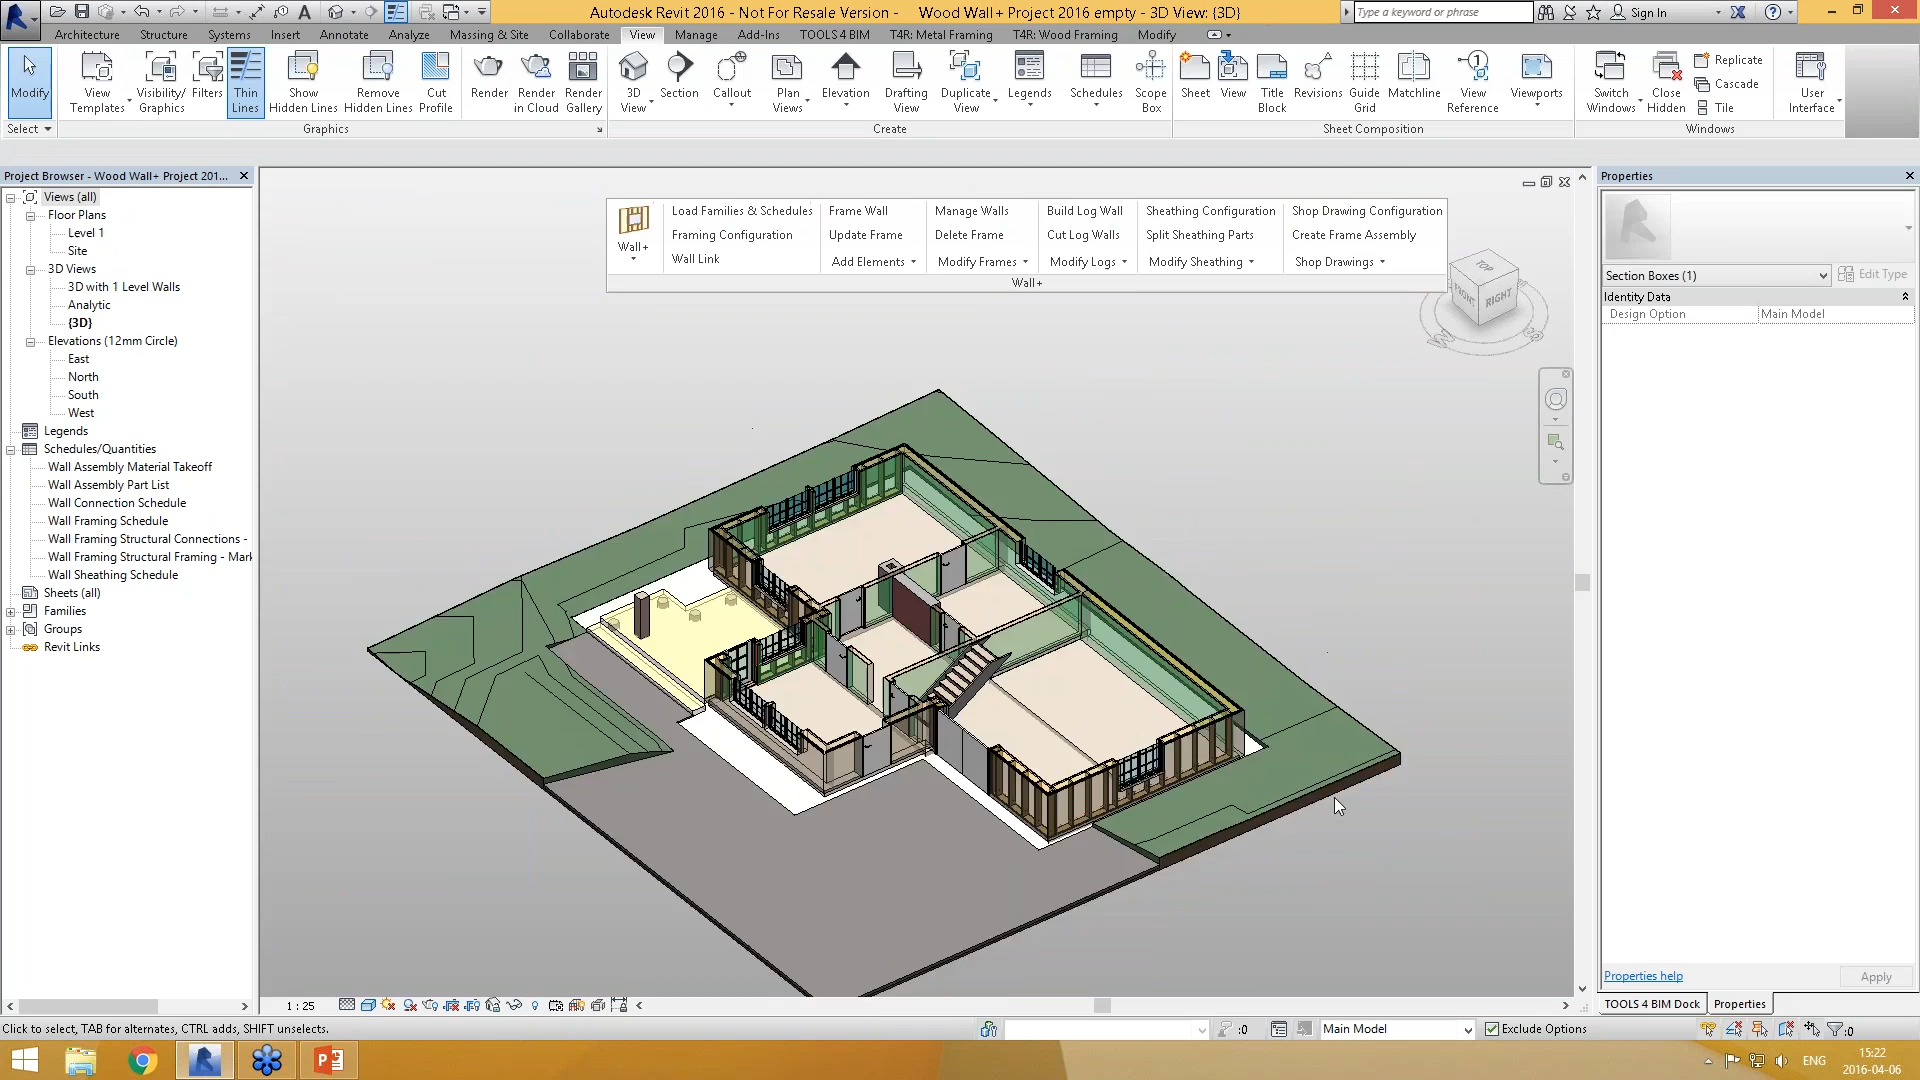 Autodesk Revit 2016 - Not For Resale Version - Wood Wall+ Project 2016 empty - 3D View: {3D}
Type a keyword or phrase
Sign In
Architecture Structure Systems Insert Annotate Analyze Massing & Site Collaborate View Manage Add-Ins TOOLS 4 BIM T4R: Metal Framing T4R: Wood Framing Modify
Modify
View Templates
Visibility/ Graphics
Filters
Thin Lines
Show Hidden Lines
Remove Hidden Lines
Cut Profile
Render
Render in Cloud
Render Gallery
3D View
Section
Callout
Plan Views
Elevation
Drafting View
Duplicate View
Legends
Schedules
Scope Box
Sheet
View
Title Block
Revisions
Guide Grid
Matchline
View Reference
Viewports
Switch Windows
Close Hidden
Replicate
Cascade
Tile
User Interface
Select
Graphics
Create
Sheet Composition
Windows
Project Browser - Wood Wall+ Project 201...
Views (all)
Floor Plans
Level 1
Site
3D Views
3D with 1 Level Walls
Analytic
{3D}
Elevations (12mm Circle)
East
North
South
West
Legends
Schedules/Quantities
Wall Assembly Material Takeoff
Wall Assembly Part List
Wall Connection Schedule
Wall Framing Schedule
Wall Framing Structural Connections -
Wall Framing Structural Framing - Mark
Wall Sheathing Schedule
Sheets (all)
Families
Groups
Revit Links
Wall+
Load Families & Schedules
Framing Configuration
Wall Link
Frame Wall
Update Frame
Add Elements
Manage Walls
Delete Frame
Modify Frames
Build Log Wall
Cut Log Walls
Modify Logs
Sheathing Configuration
Split Sheathing Parts
Modify Sheathing
Shop Drawing Configuration
Create Frame Assembly
Shop Drawings
Wall+
TOP
FRONT
RIGHT
Properties
Section Boxes (1)
Edit Type
Identity Data
Design Option Main Model
Properties help
Apply
TOOLS 4 BIM Dock
Properties
1 : 25
Click to select, TAB for alternates, CTRL adds, SHIFT unselects.
:0
Main Model
Exclude Options
:0
ENG
15:22
2016-04-06